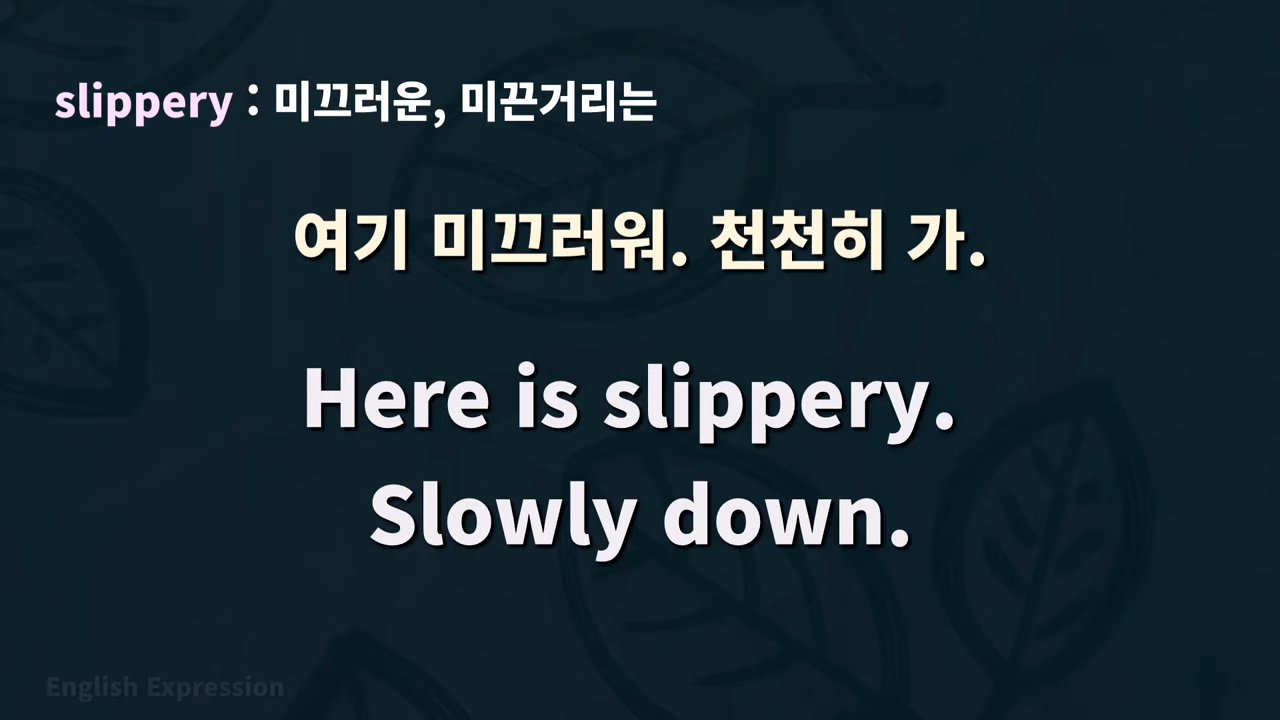 slippery : 미끄러운, 미끈거리는
여기 미끄러워. 천천히 가.
Here is slippery.
Slowly down.
English Expression